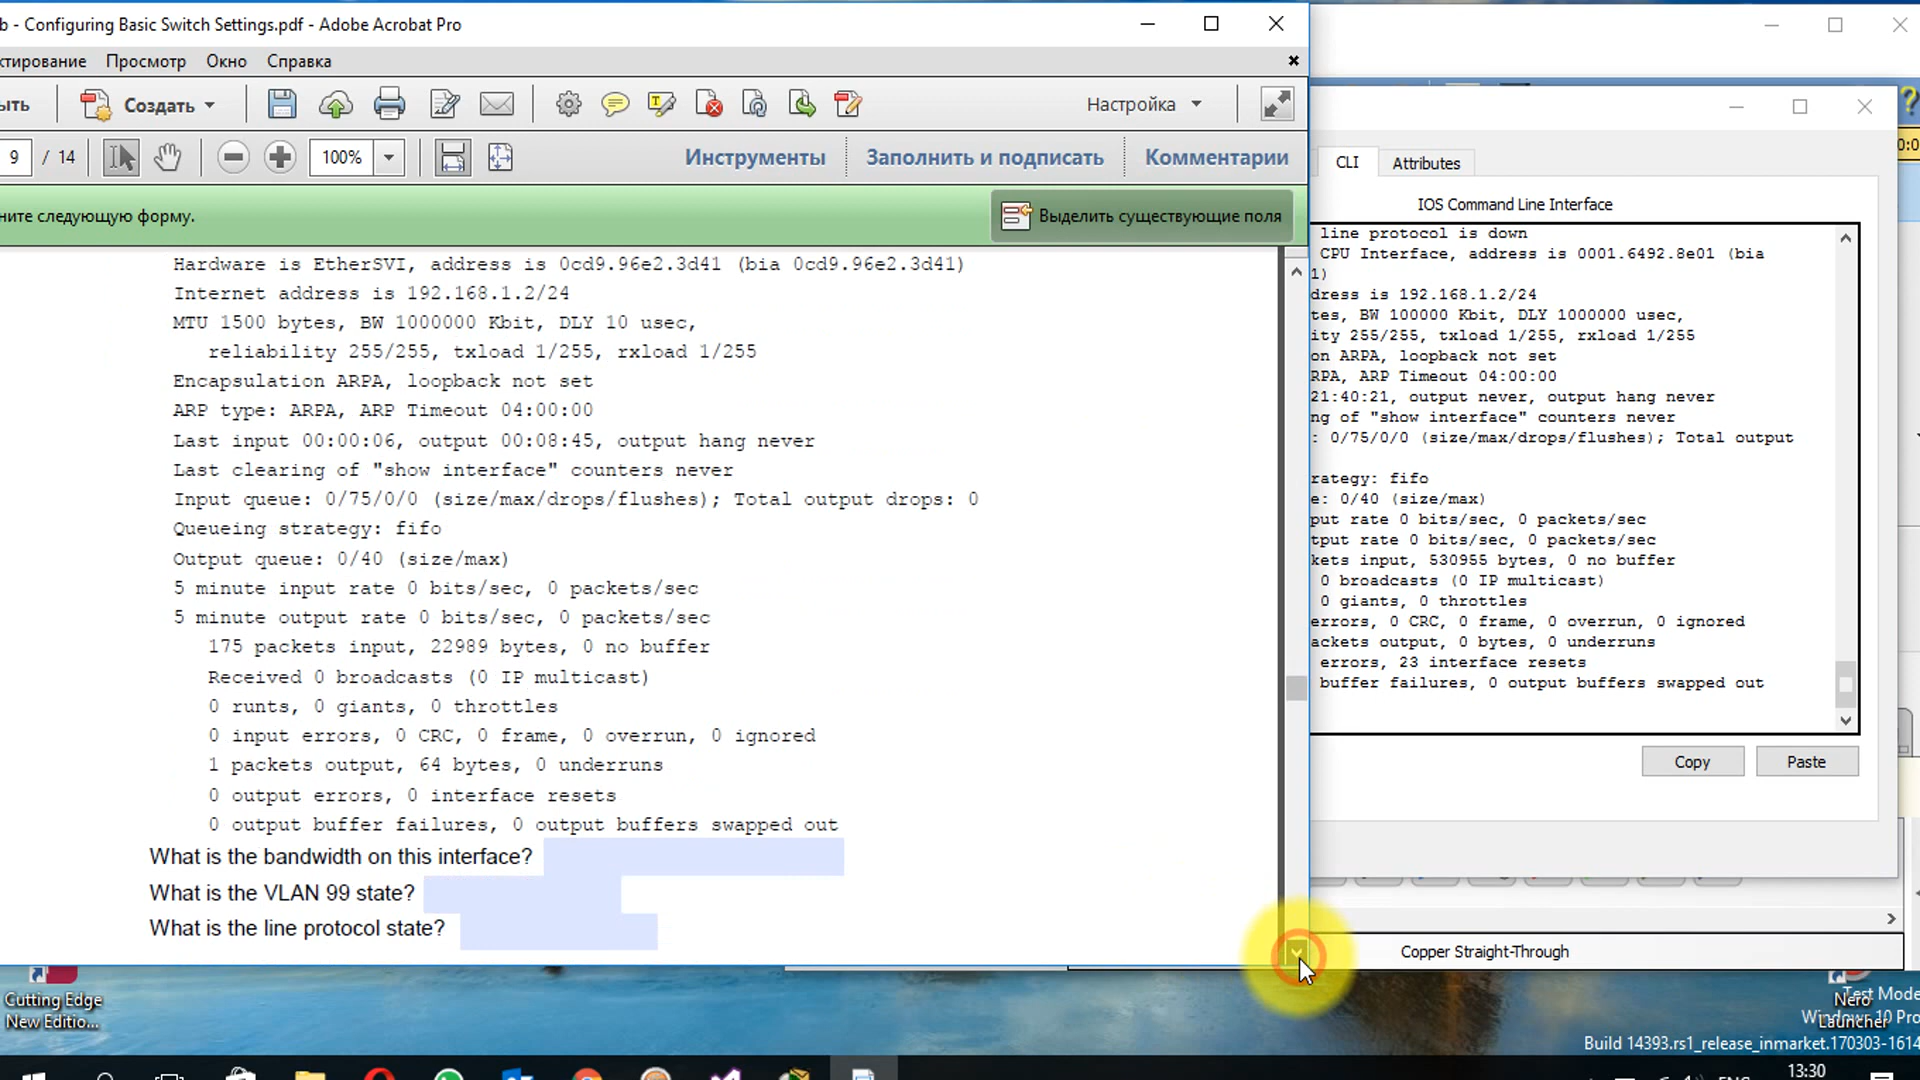 b - Configuring Basic Switch Settings.pdf - Adobe Acrobat Pro
ктирование Просмотр Окно Справка
ыть Создать Настройка
9 / 14 100% Инструменты Заполнить и подписать Комментарии
ните следующую форму. Выделить существующие поля
Hardware is EtherSVI, address is 0cd9.96e2.3d41 (bia 0cd9.96e2.3d41)
Internet address is 192.168.1.2/24
MTU 1500 bytes, BW 1000000 Kbit, DLY 10 usec,
reliability 255/255, txload 1/255, rxload 1/255
Encapsulation ARPA, loopback not set
ARP type: ARPA, ARP Timeout 04:00:00
Last input 00:00:06, output 00:08:45, output hang never
Last clearing of "show interface" counters never
Input queue: 0/75/0/0 (size/max/drops/flushes); Total output drops: 0
Queueing strategy: fifo
Output queue: 0/40 (size/max)
5 minute input rate 0 bits/sec, 0 packets/sec
5 minute output rate 0 bits/sec, 0 packets/sec
175 packets input, 22989 bytes, 0 no buffer
Received 0 broadcasts (0 IP multicast)
0 runts, 0 giants, 0 throttles
0 input errors, 0 CRC, 0 frame, 0 overrun, 0 ignored
1 packets output, 64 bytes, 0 underruns
0 output errors, 0 interface resets
0 output buffer failures, 0 output buffers swapped out
What is the bandwidth on this interface?
What is the VLAN 99 state?
What is the line protocol state?
CLI Attributes
IOS Command Line Interface
line protocol is down
CPU Interface, address is 0001.6492.8e01 (bia
1)
dress is 192.168.1.2/24
tes, BW 100000 Kbit, DLY 1000000 usec,
ity 255/255, txload 1/255, rxload 1/255
on ARPA, loopback not set
RPA, ARP Timeout 04:00:00
21:40:21, output never, output hang never
ng of "show interface" counters never
: 0/75/0/0 (size/max/drops/flushes); Total output
rategy: fifo
e: 0/40 (size/max)
put rate 0 bits/sec, 0 packets/sec
tput rate 0 bits/sec, 0 packets/sec
kets input, 530955 bytes, 0 no buffer
0 broadcasts (0 IP multicast)
0 giants, 0 throttles
errors, 0 CRC, 0 frame, 0 overrun, 0 ignored
ackets output, 0 bytes, 0 underruns
errors, 23 interface resets
buffer failures, 0 output buffers swapped out
Copy Paste
0:0
Copper Straight-Through
Cutting Edge
New Editio...
Nero
Launcher
Test Mode
Windows 10 Pro
Build 14393.rs1_release_inmarket.170303-1614
13:30